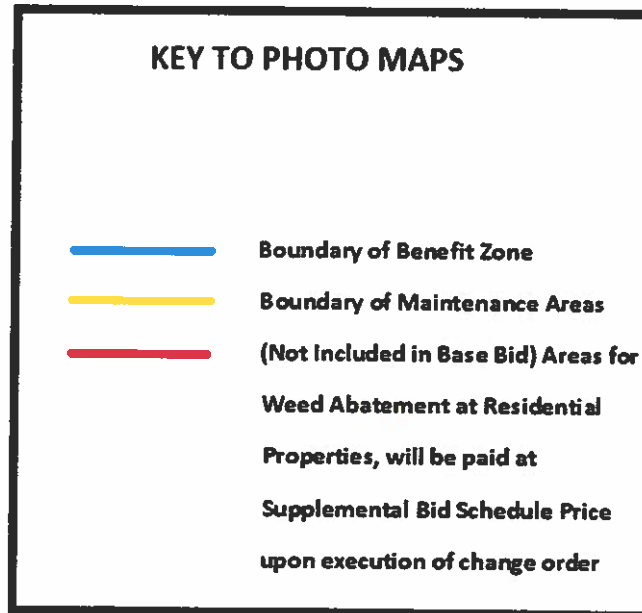 KEY TO PHOTO MAPS
Boundary of Benefit Zone
Boundary of Maintenance Areas
(Not Included in Base Bid) Areas for
Weed Abatement at Residential
Properties, will be paid at
Supplemental Bid Schedule Price
upon execution of change order